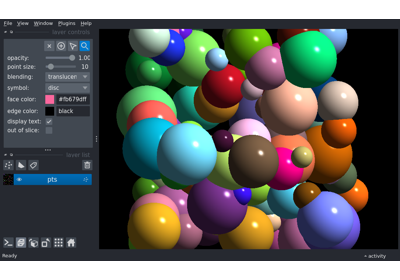 File View Window Plugins Help
layer controls
opacity: 1.00
point size: 10
blending: translucen
symbol: disc
face color: #fb679dff
edge color: black
display text:
out of slice:
layer list
pts
Ready
activity